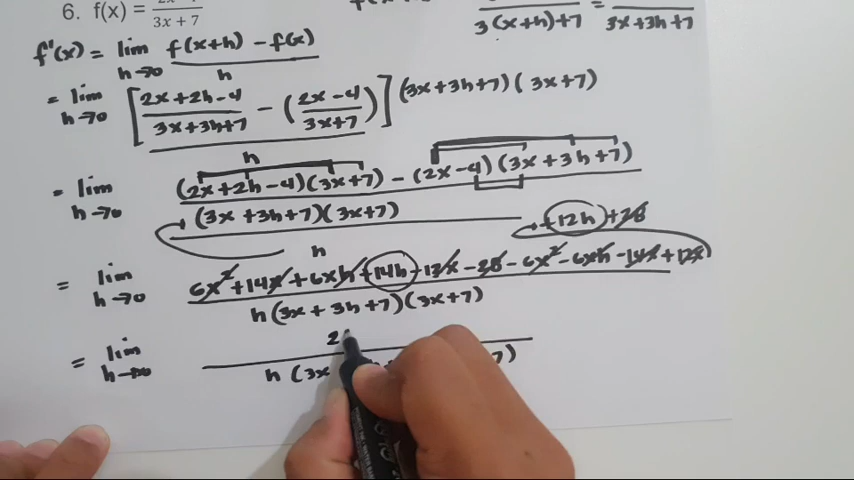 6. f(x) = 2x-4 / 3x + 7
3(x+h)+7 = 3x+3h+7
f'(x) = lim h→0 f(x+h) - f(x) / h
= lim h→0 [ 2x+2h-4 / 3x+3h+7 - ( 2x-4 / 3x+7 ) ] (3x+3h+7)(3x+7) / h
= lim h→0 (2x+2h-4)(3x+7) - (2x-4)(3x+3h+7) / (3x+3h+7)(3x+7) / h
+12h+28
= lim h→0 6x²+14x+6xh+14h-12x-28-6x²-6xh-14x+12x / h(3x+3h+7)(3x+7)
= lim h→0 2 / h(3x 7)